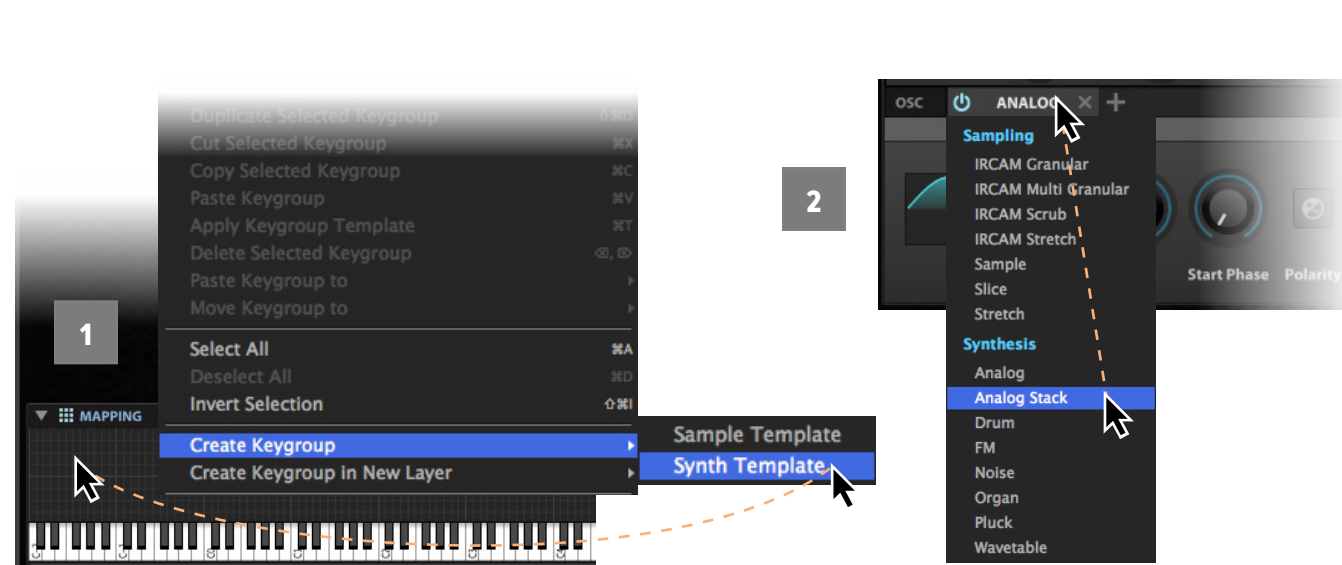 Duplicate Selected Keygroup ⇧⌘D
Cut Selected Keygroup ⌘X
Copy Selected Keygroup ⌘C
Paste Keygroup ⌘V
Apply Keygroup Template ⌘T
Delete Selected Keygroup ⌫, ⌦
Paste Keygroup to
Move Keygroup to
1
Select All ⌘A
Deselect All ⌘D
Invert Selection ⇧⌘I
MAPPING
Create Keygroup
Create Keygroup in New Layer
Sample Template
Synth Template
2
OSC ANALOG
Sampling
IRCAM Granular
IRCAM Multi Granular
IRCAM Scrub
IRCAM Stretch
Sample
Slice
Stretch
Start Phase Polarity
Synthesis
Analog
Analog Stack
Drum
FM
Noise
Organ
Pluck
Wavetable